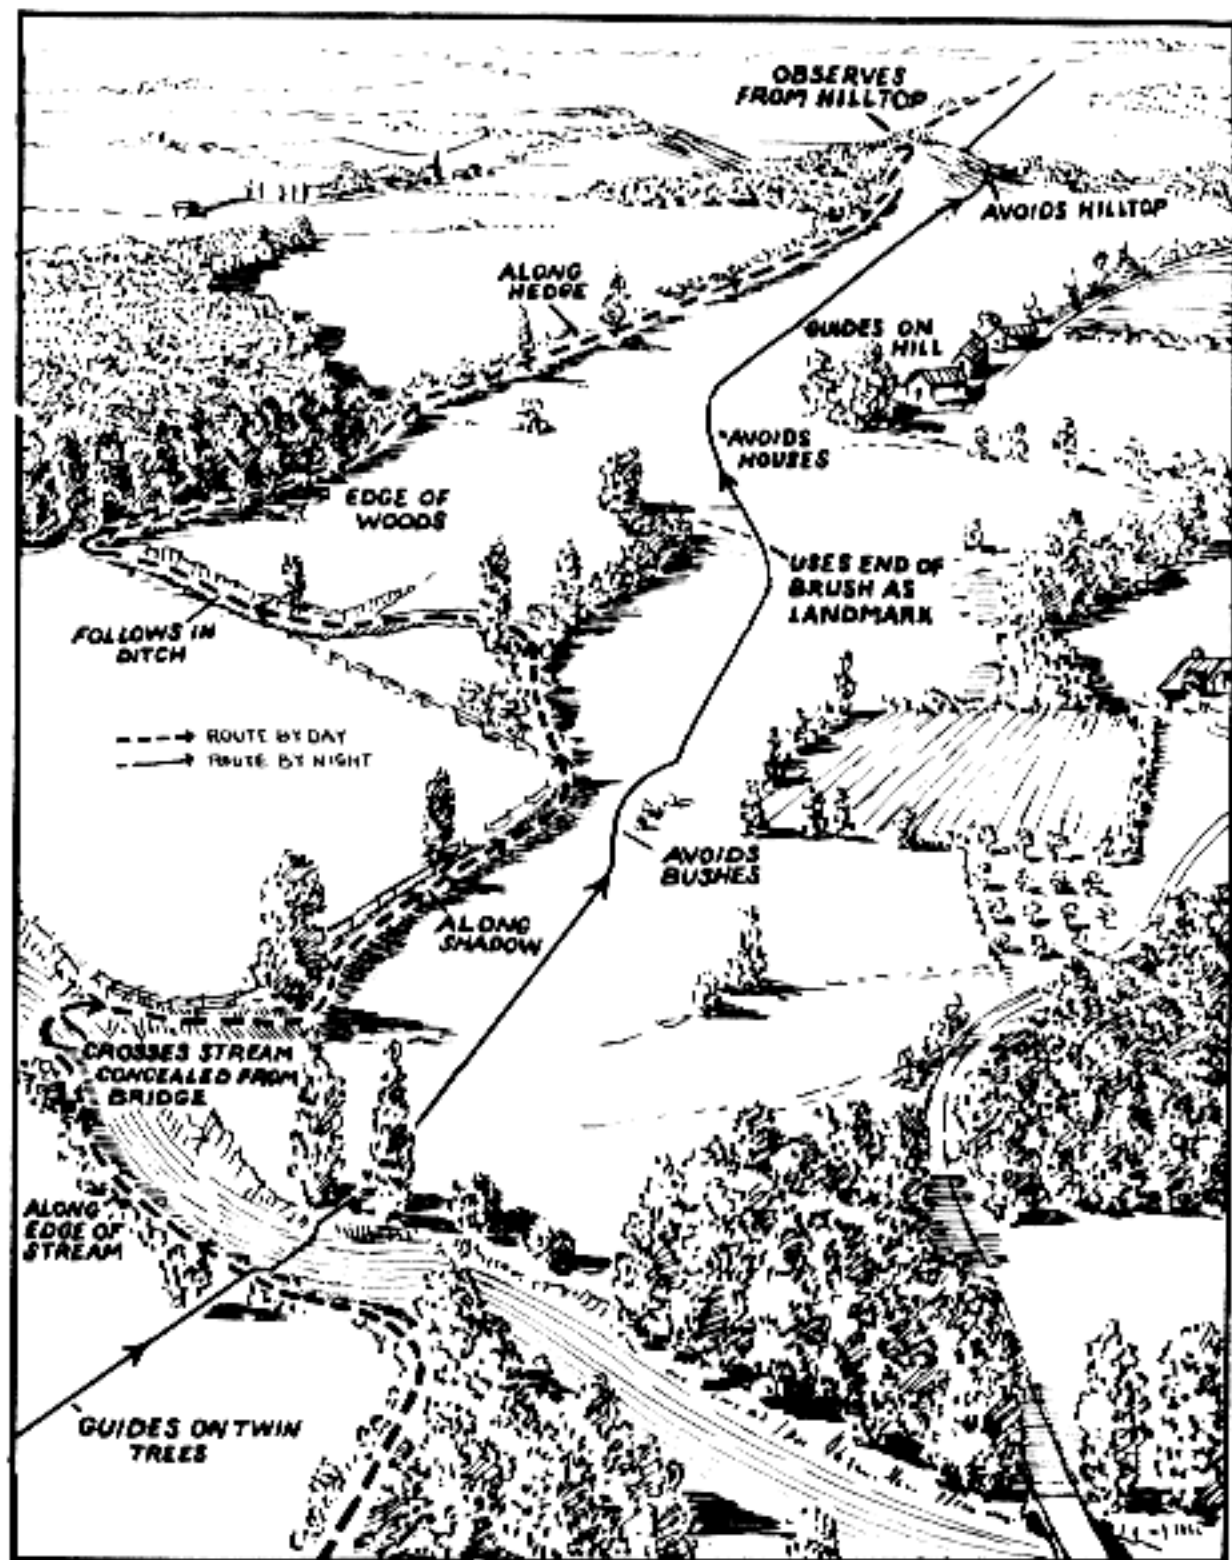 OBSERVES
FROM HILLTOP
AVOIDS HILLTOP
ALONG
HEDGE
GUIDES ON
HILL
AVOIDS
HOUSES
EDGE OF
WOODS
USES END OF
BRUSH AS
LANDMARK
FOLLOWS IN
DITCH
ROUTE BY DAY
ROUTE BY NIGHT
AVOIDS
BUSHES
ALONG
SHADOW
CROSSES STREAM
CONCEALED FROM
BRIDGE
ALONG
EDGE OF
STREAM
GUIDES ON TWIN
TREES